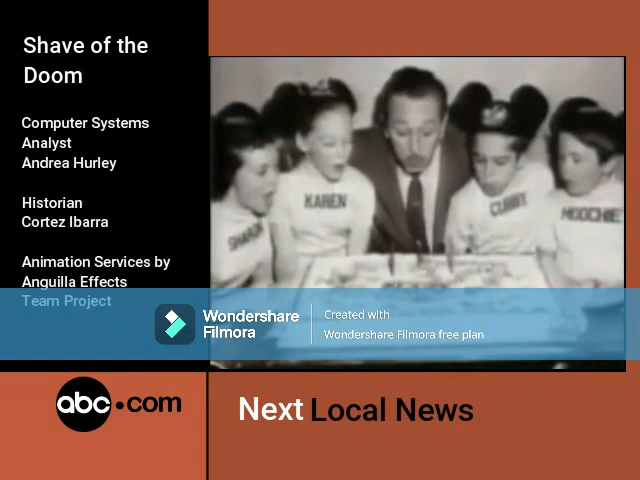 Shave of the
Doom
Computer Systems
Analyst
Andrea Hurley
Historian
Cortez Ibarra
Animation Services by
Anguilla Effects
Team Project
SHARON
KAREN
CUBBY
MOOCHIE
Wondershare
Filmora
Created with
Wondershare Filmora free plan
abc.com
Next Local News